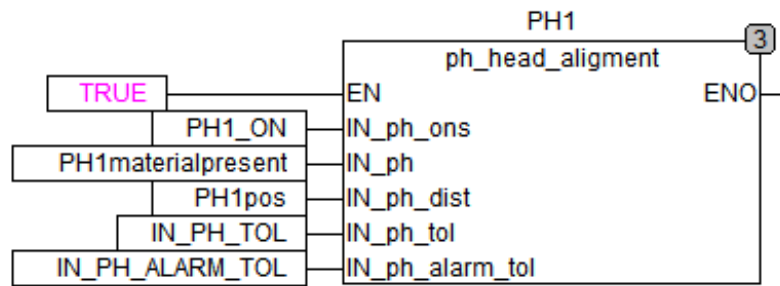 PH1
3
ph_head_aligment
TRUE EN ENO
PH1_ON IN_ph_ons
PH1materialpresent IN_ph
PH1pos IN_ph_dist
IN_PH_TOL IN_ph_tol
IN_PH_ALARM_TOL IN_ph_alarm_tol